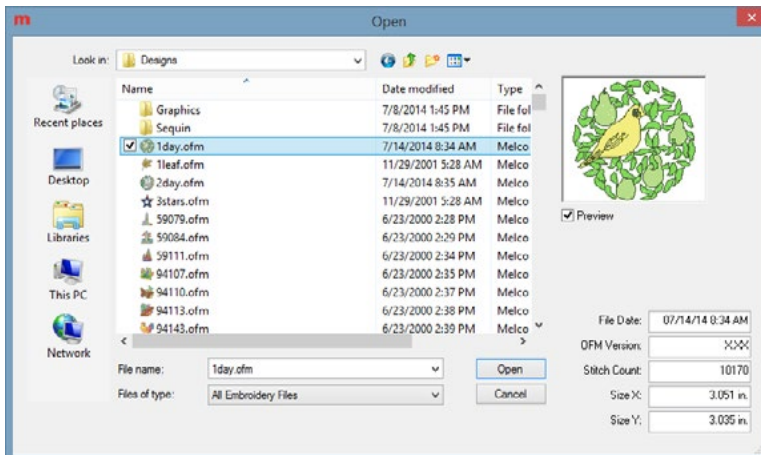 m
Open
Look in:
Designs
Name
Date modified
Type
Graphics
7/8/2014 1:45 PM
File fol
Sequin
7/8/2014 1:45 PM
File fol
1day.ofm
7/14/2014 8:34 AM
Melco
1leaf.ofm
11/29/2001 5:28 AM
Melco
2day.ofm
7/14/2014 8:35 AM
Melco
3stars.ofm
11/29/2001 5:28 AM
Melco
59079.ofm
6/23/2000 2:28 PM
Melco
59084.ofm
6/23/2000 2:29 PM
Melco
59111.ofm
6/23/2000 2:34 PM
Melco
94107.ofm
6/23/2000 2:35 PM
Melco
94110.ofm
6/23/2000 2:37 PM
Melco
94113.ofm
6/23/2000 2:38 PM
Melco
94143.ofm
6/23/2000 2:39 PM
Melco
Recent places
Desktop
Libraries
This PC
Network
File name:
1day.ofm
Open
Files of type:
All Embroidery Files
Cancel
Preview
File Date:
07/14/14 8:34 AM
OFM Version:
X.X.X
Stitch Count:
10170
Size X:
3.051 in.
Size Y:
3.035 in.